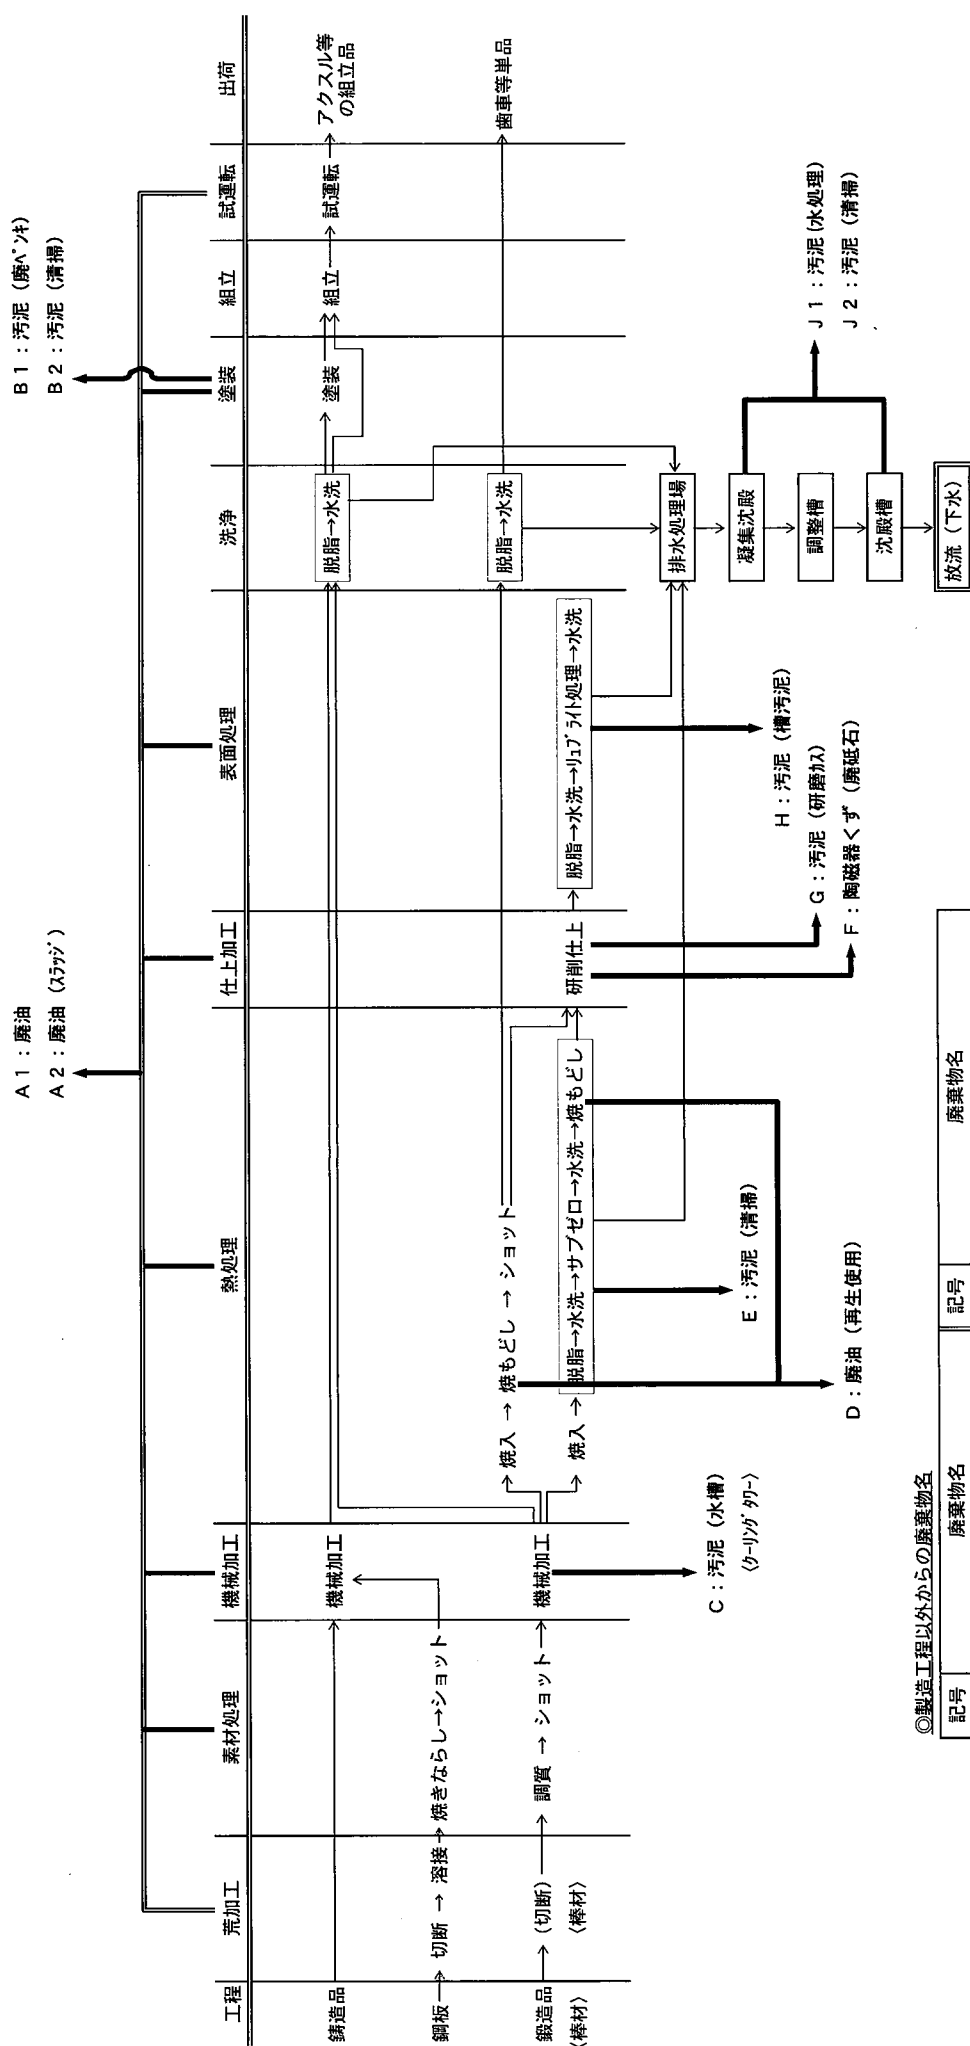 A1：廃油
A2：廃油（ｽﾗｯｼﾞ）
B1：汚泥（廃ﾍﾟﾝｷ）
B2：汚泥（清掃）
工程
荒加工
素材処理
機械加工
熱処理
仕上加工
表面処理
洗浄
塗装
組立
試運転
出荷
鋳造品
機械加工
脱脂→水洗
塗装
組立
試運転
アクスル等
の組立品
鋼板
切断→溶接
焼きならし→ショット
焼入→焼もどし→ショット
脱脂→水洗
歯車等単品
鍛造品
〈棒材〉
（切断）
〈棒材〉
調質→ショット
機械加工
焼入
脱脂→水洗→サブゼロ→水洗→焼もどし
研削仕上
脱脂→水洗→ﾘｭﾌﾞﾗｲﾄ処理→水洗
排水処理場
凝集沈殿
調整槽
沈殿槽
放流（下水）
C：汚泥（水槽）
〈ｸｰﾘﾝｸﾞﾀﾜｰ〉
D：廃油（再生使用）
E：汚泥（清掃）
F：陶磁器くず（廃砥石）
G：汚泥（研磨ｶｽ）
H：汚泥（槽汚泥）
J1：汚泥(水処理)
J2：汚泥（清掃）
◎製造工程以外からの廃棄物名
記号
廃棄物名
記号
廃棄物名